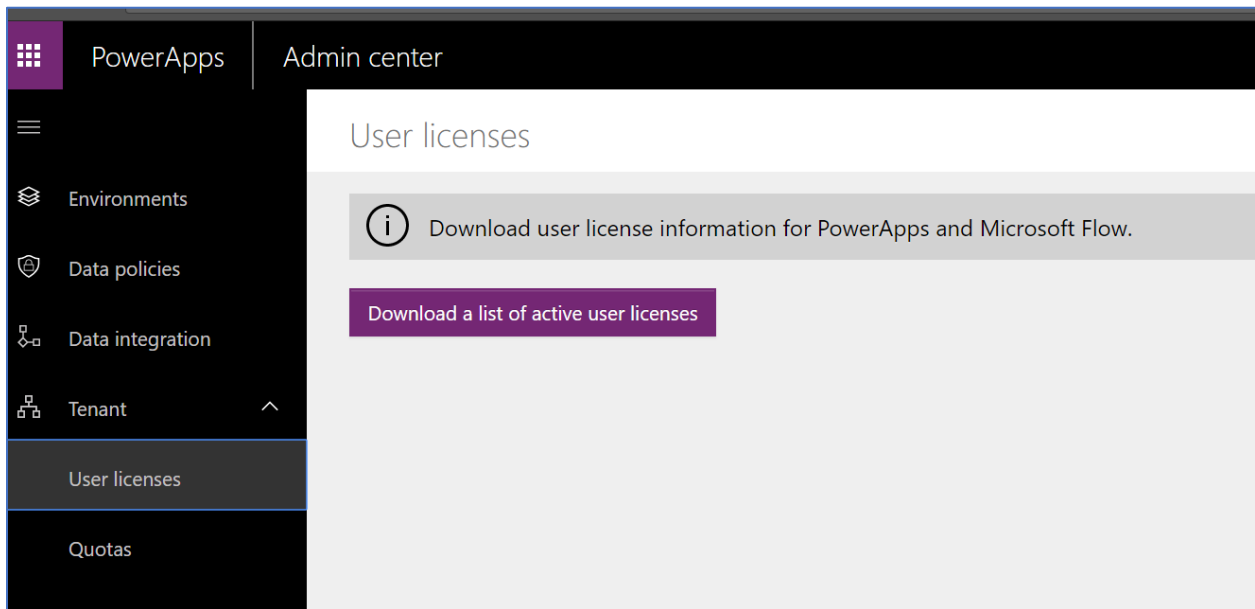 PowerApps
Admin center
User licenses
Environments
Data policies
Data integration
Tenant
User licenses
Quotas
Download user license information for PowerApps and Microsoft Flow.
Download a list of active user licenses